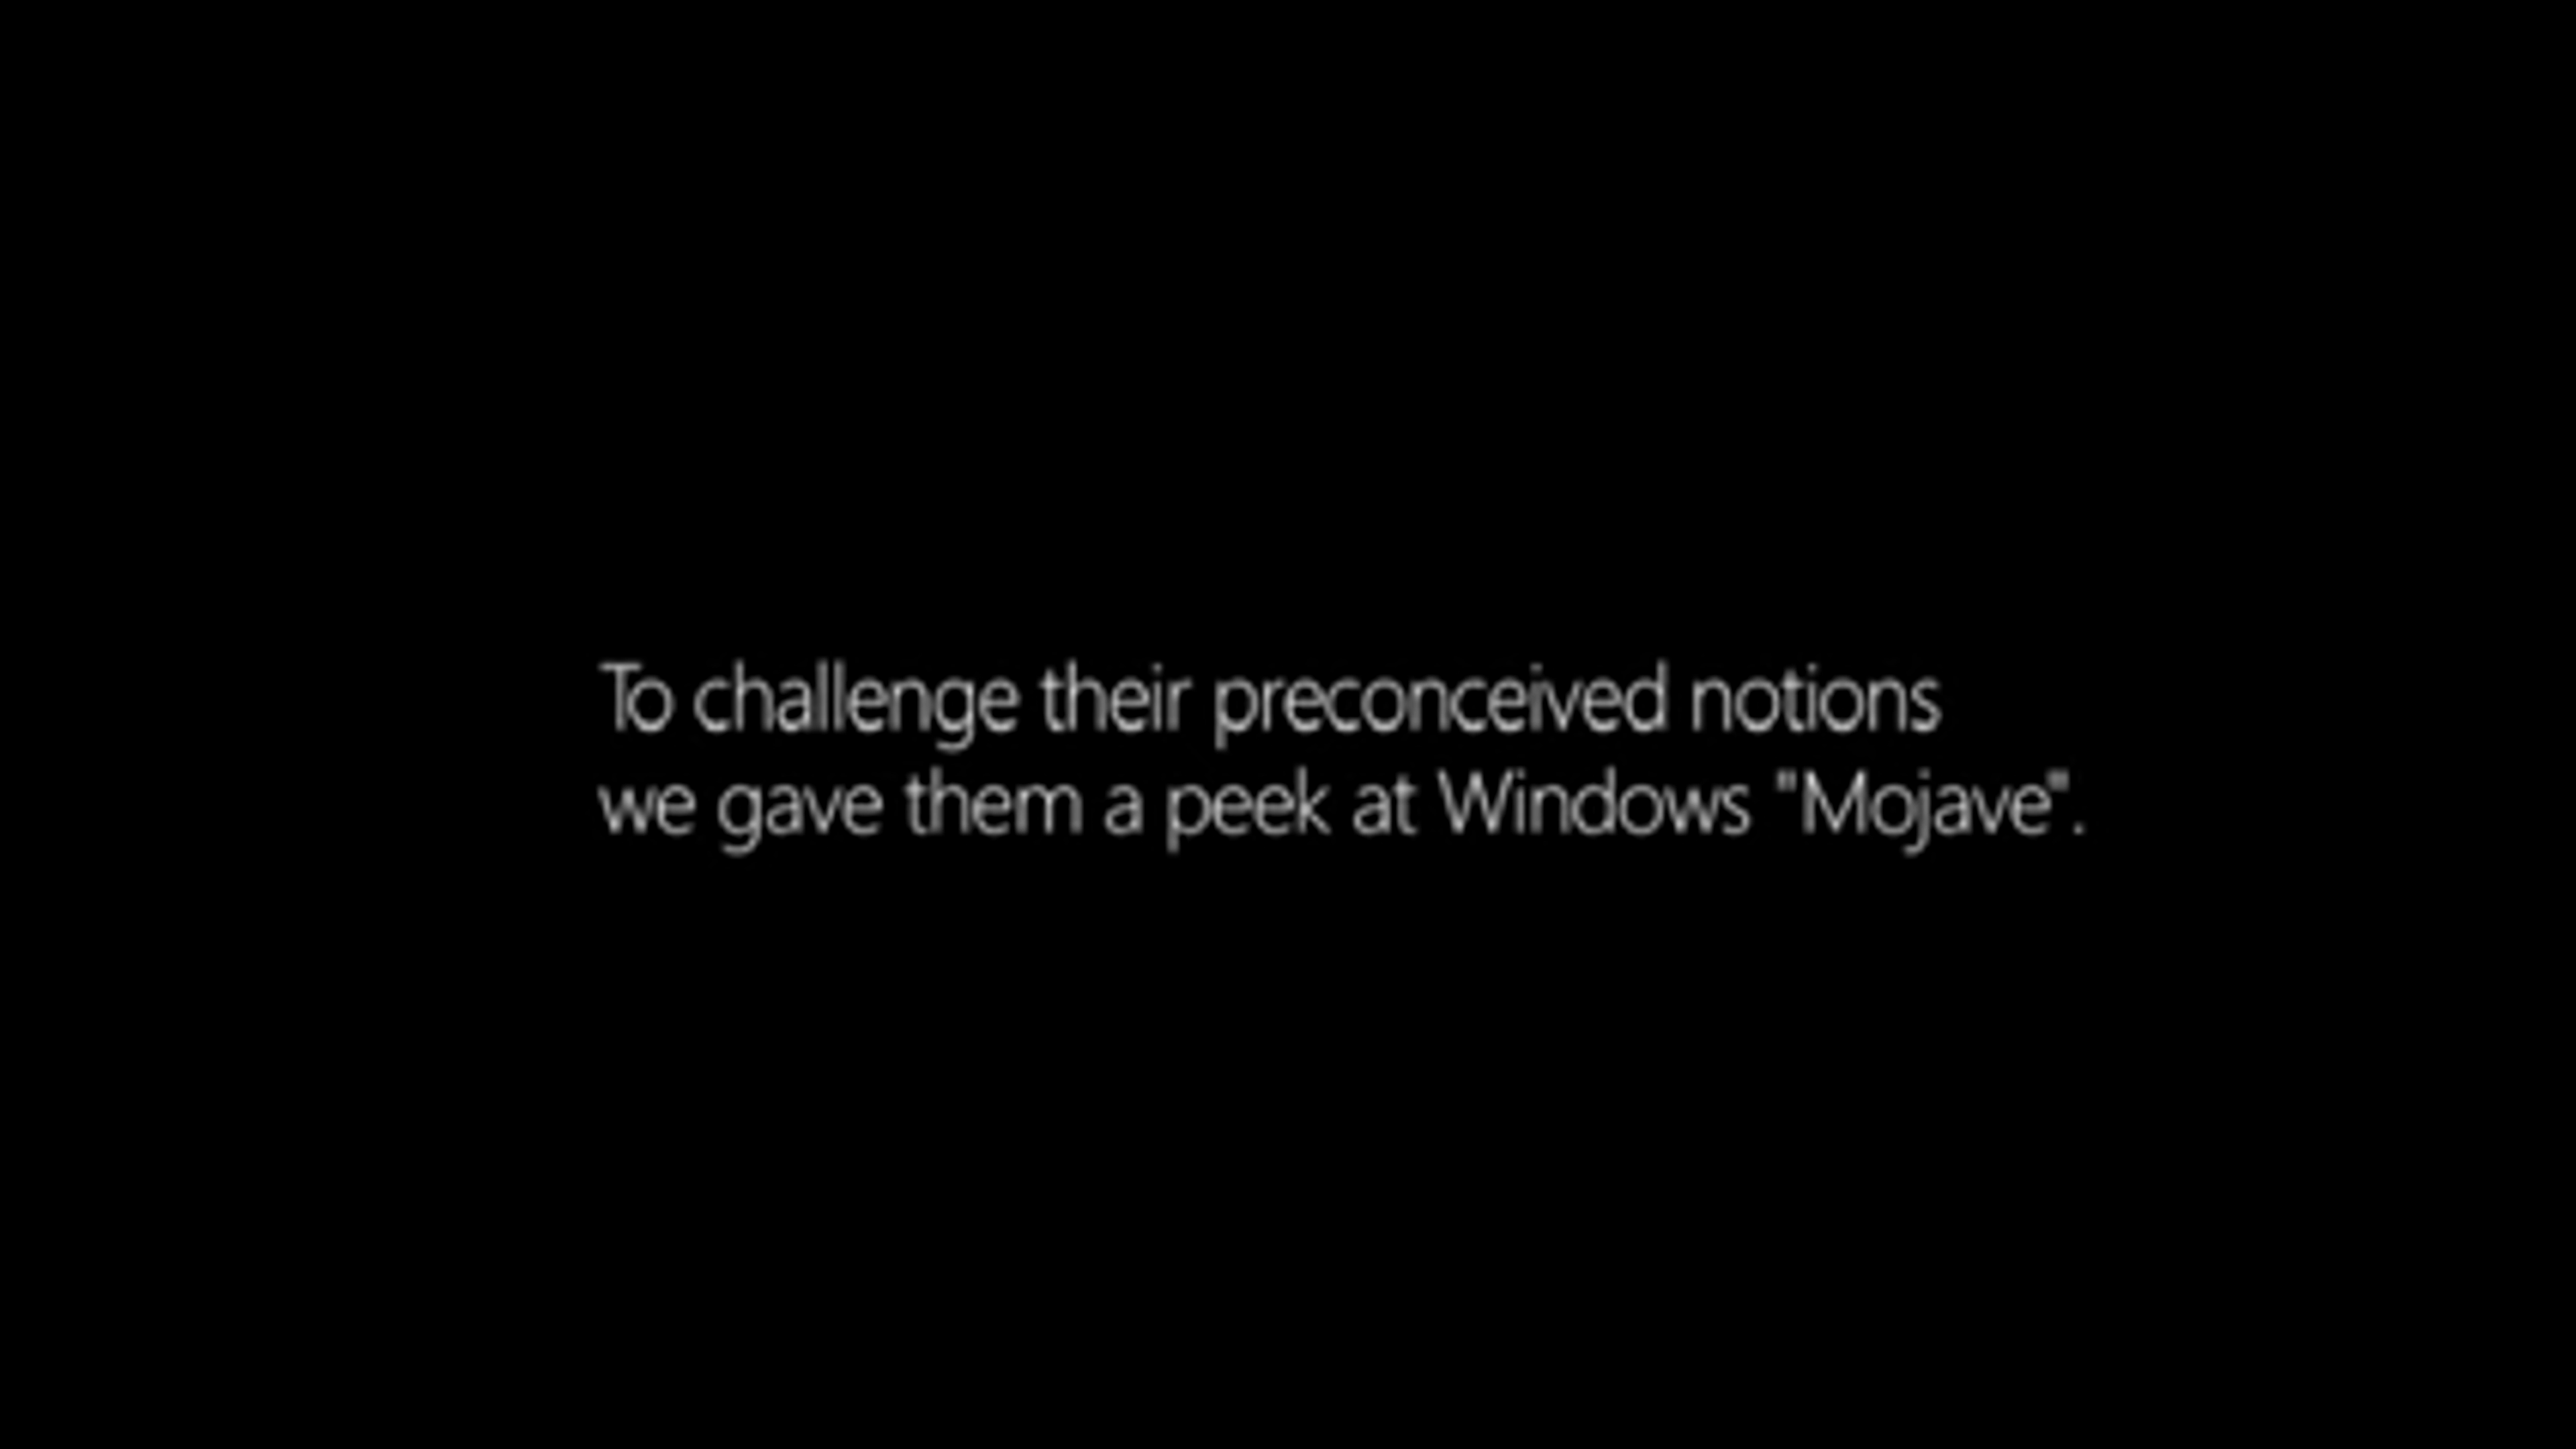 To challenge their preconceived notions
we gave them a peek at Windows "Mojave".